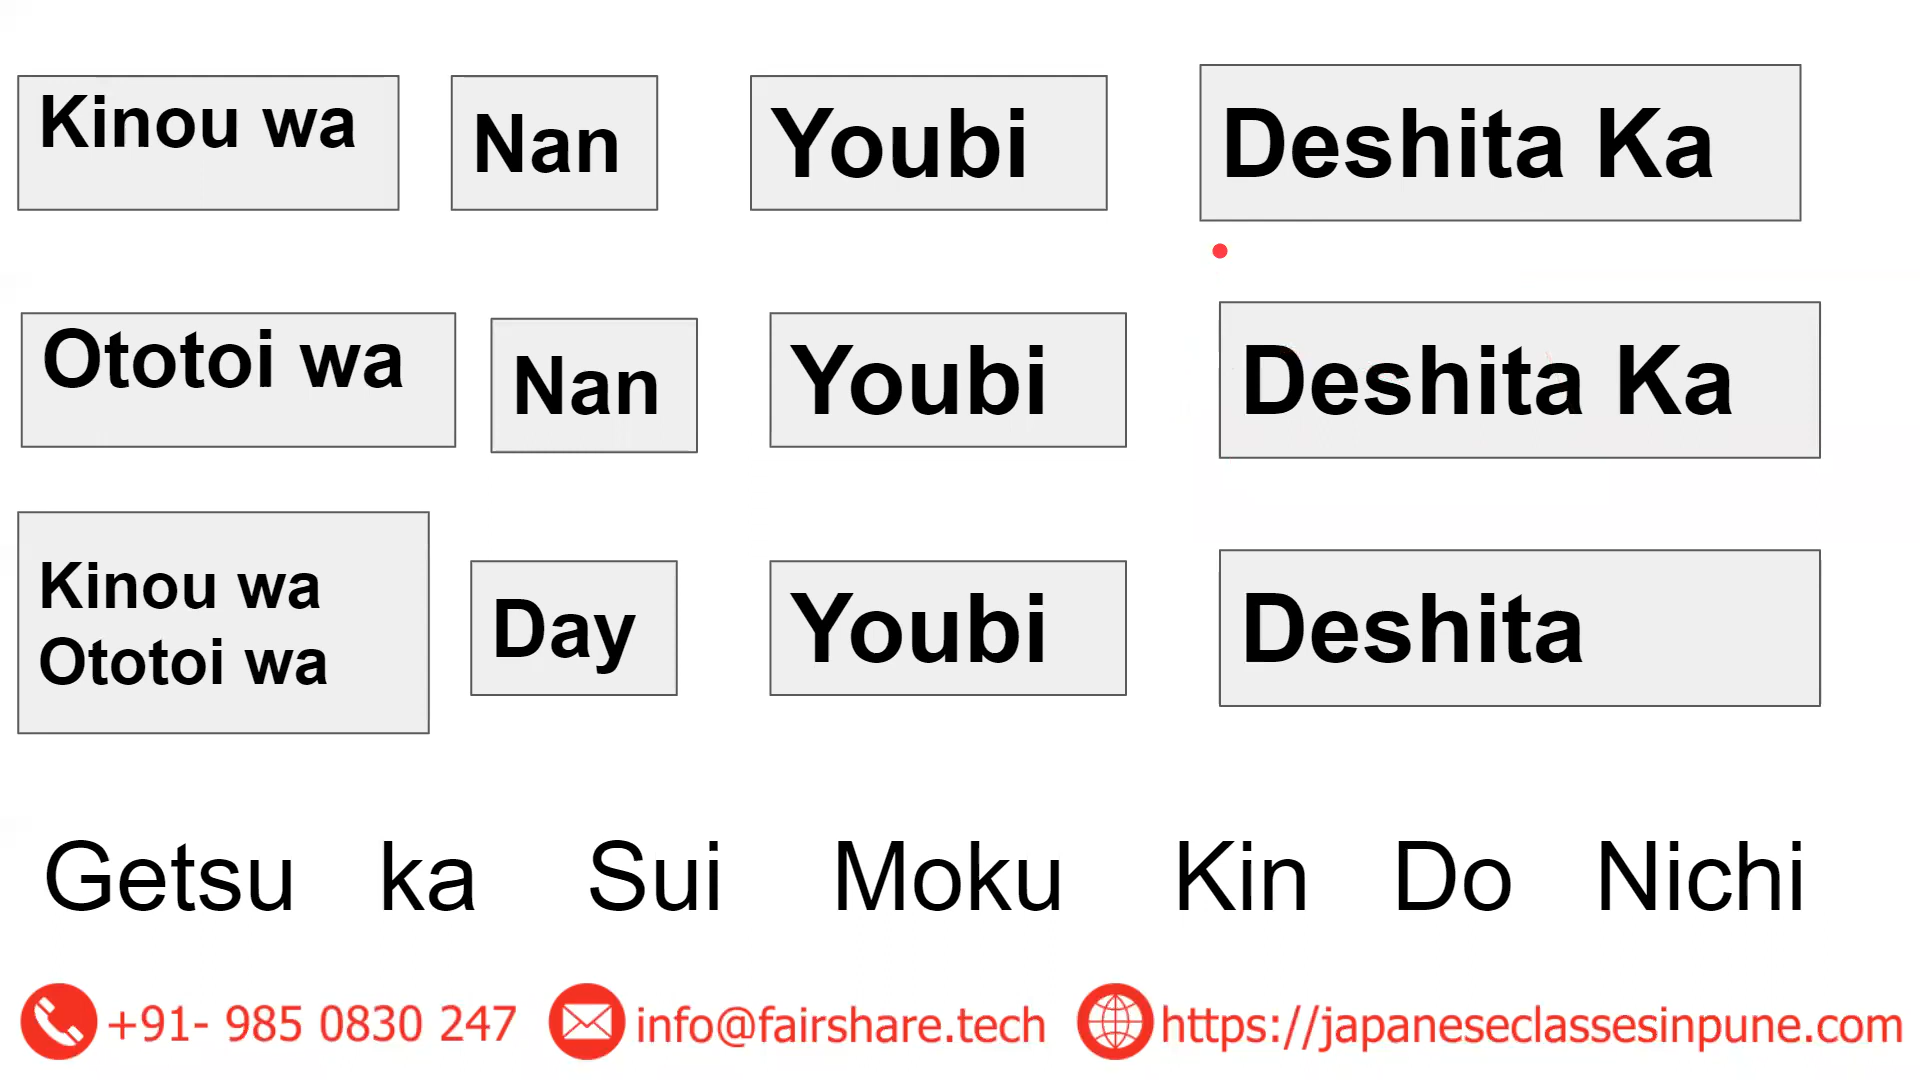 Kinou wa Nan Youbi Deshita Ka
Ototoi wa Nan Youbi Deshita Ka
Kinou wa
Ototoi wa
Day Youbi Deshita
Getsu ka Sui Moku Kin Do Nichi
+91- 985 0830 247 info@fairshare.tech https://japaneseclassesinpune.com